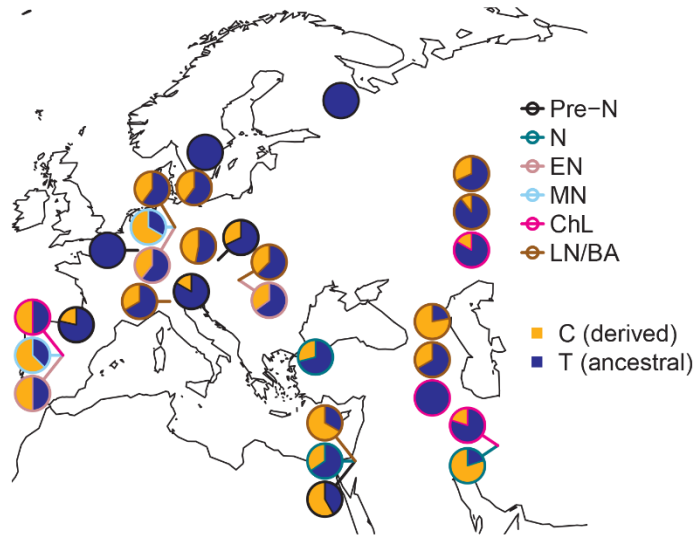 Pre−N
N
EN
MN
ChL
LN/BA
C (derived)
T (ancestral)